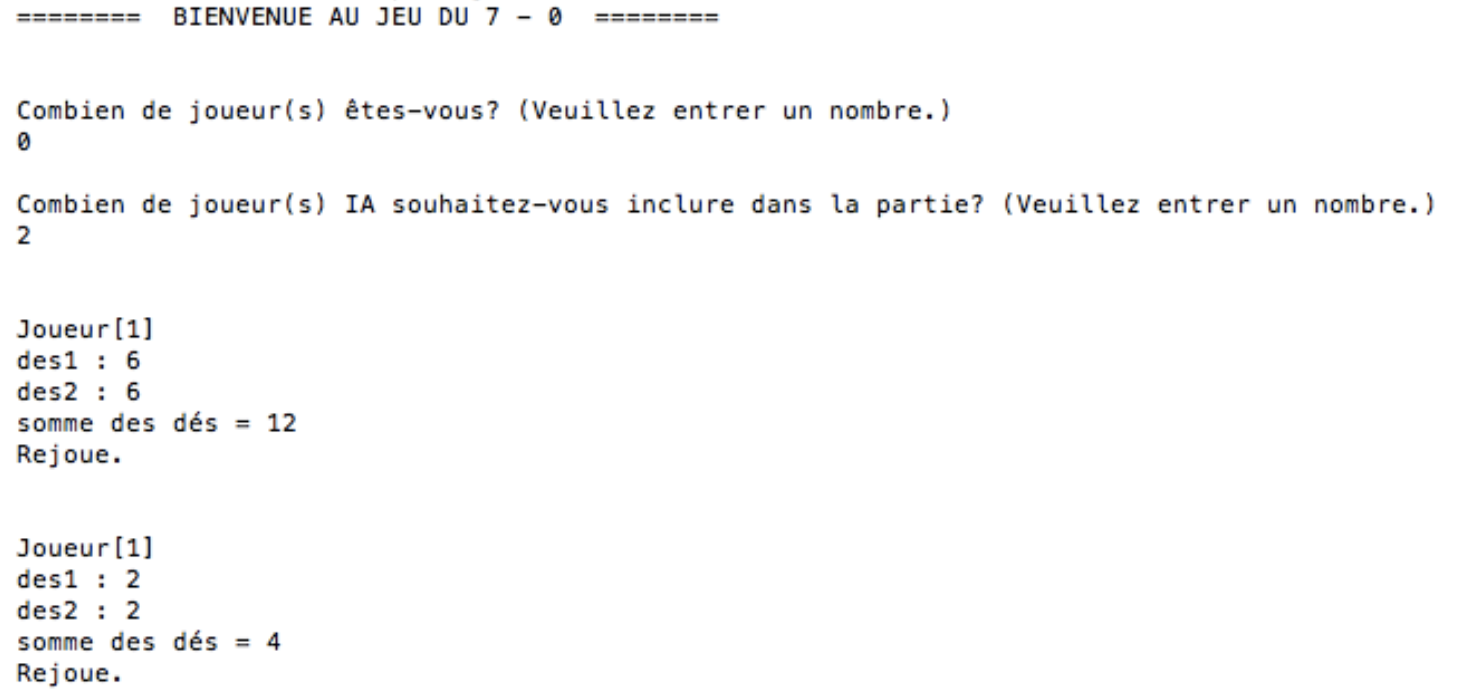 ======== BIENVENUE AU JEU DU 7 - 0 ========
Combien de joueur(s) êtes-vous? (Veuillez entrer un nombre.)
0
Combien de joueur(s) IA souhaitez-vous inclure dans la partie? (Veuillez entrer un nombre.)
2
Joueur[1]
des1 : 6
des2 : 6
somme des dés = 12
Rejoue.
Joueur[1]
des1 : 2
des2 : 2
somme des dés = 4
Rejoue.